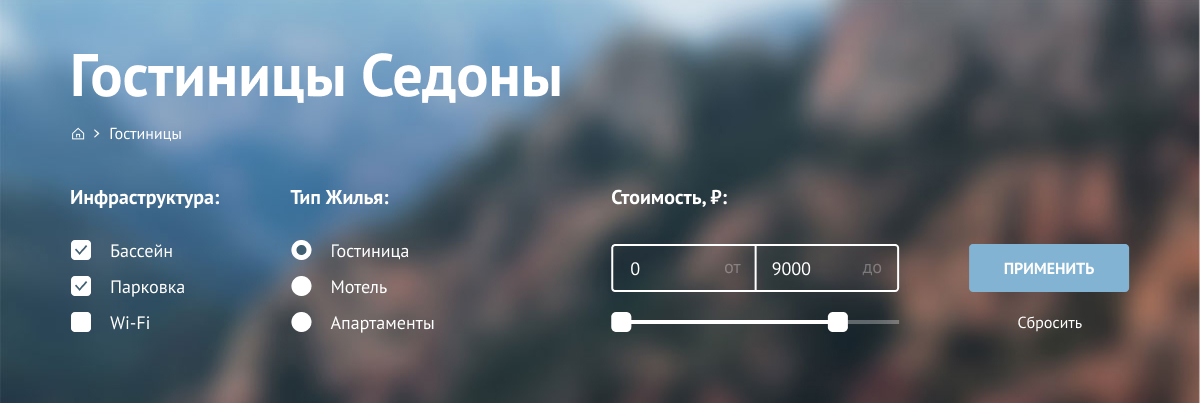 Гостиницы Седоны
Гостиницы
Инфраструктура:
Бассейн
Парковка
Wi-Fi
Тип Жилья:
Гостиница
Мотель
Апартаменты
Стоимость, ₽:
0 от 9000 до
ПРИМЕНИТЬ
Сбросить